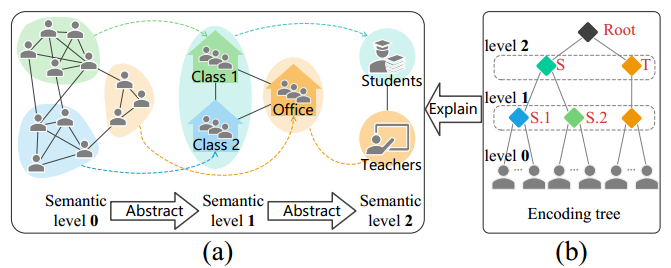 Class 1
Class 2
Office
Students
Teachers
Semantic
level 0
Abstract
Semantic
level 1
Abstract
Semantic
level 2
(a)
Explain
Root
level 2
S
T
level 1
S.1
S.2
level 0
... ... ...
Encoding tree
(b)